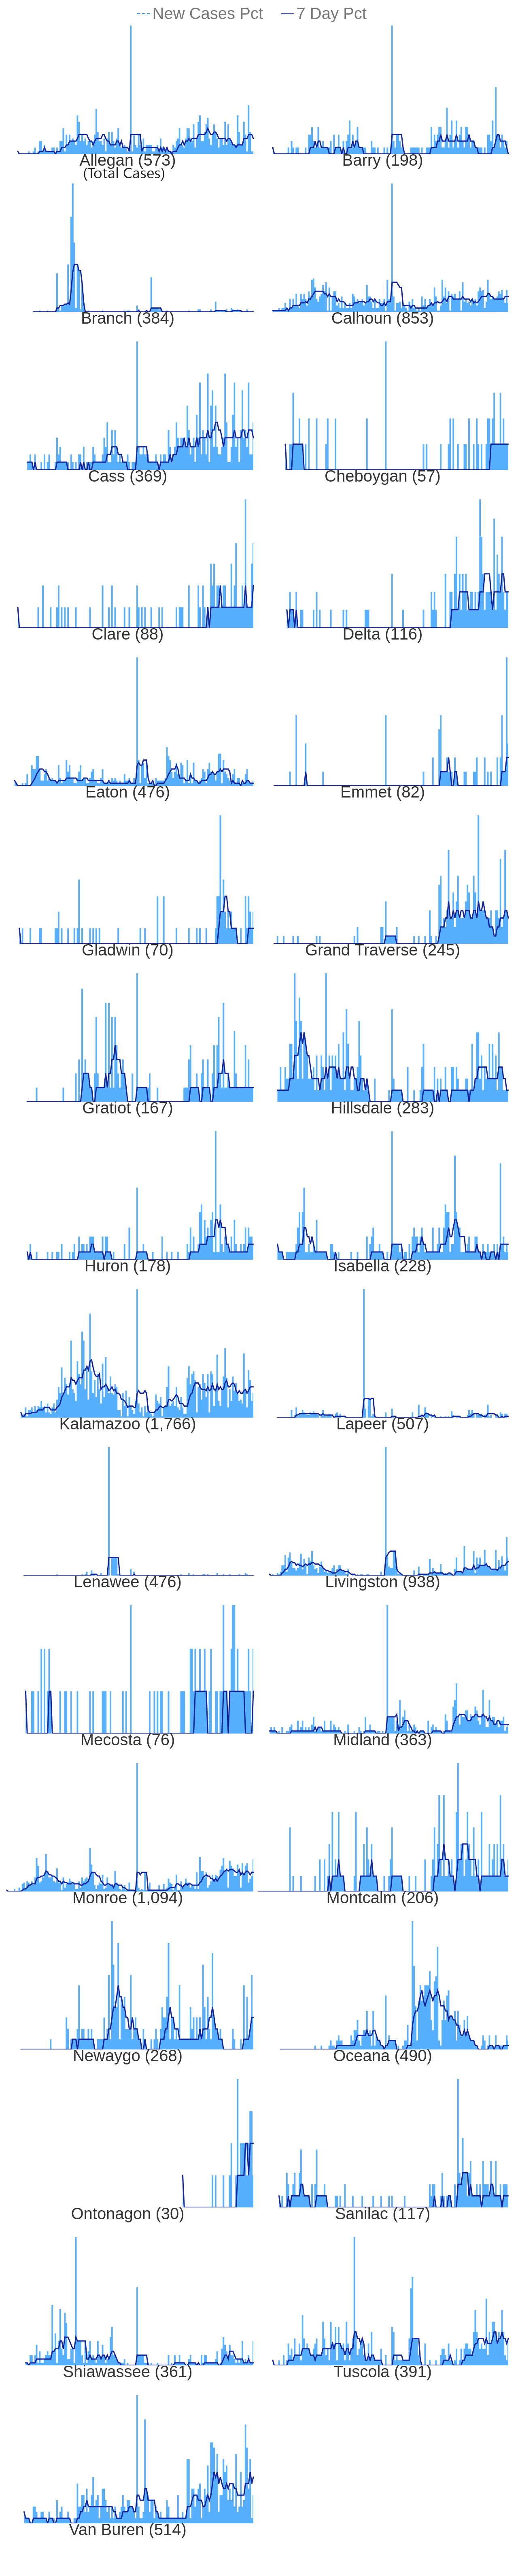 New Cases Pct 7 Day Pct
Allegan (573) Barry (198)
(Total Cases)
Branch (384) Calhoun (853)
Cass (369) Cheboygan (57)
Clare (88) Delta (116)
Eaton (476) Emmet (82)
Gladwin (70) Grand Traverse (245)
Gratiot (167) Hillsdale (283)
Huron (178) Isabella (228)
Kalamazoo (1,766) Lapeer (507)
Lenawee (476) Livingston (938)
Mecosta (76) Midland (363)
Monroe (1,094) Montcalm (206)
Newaygo (268) Oceana (490)
Ontonagon (30) Sanilac (117)
Shiawassee (361) Tuscola (391)
Van Buren (514)